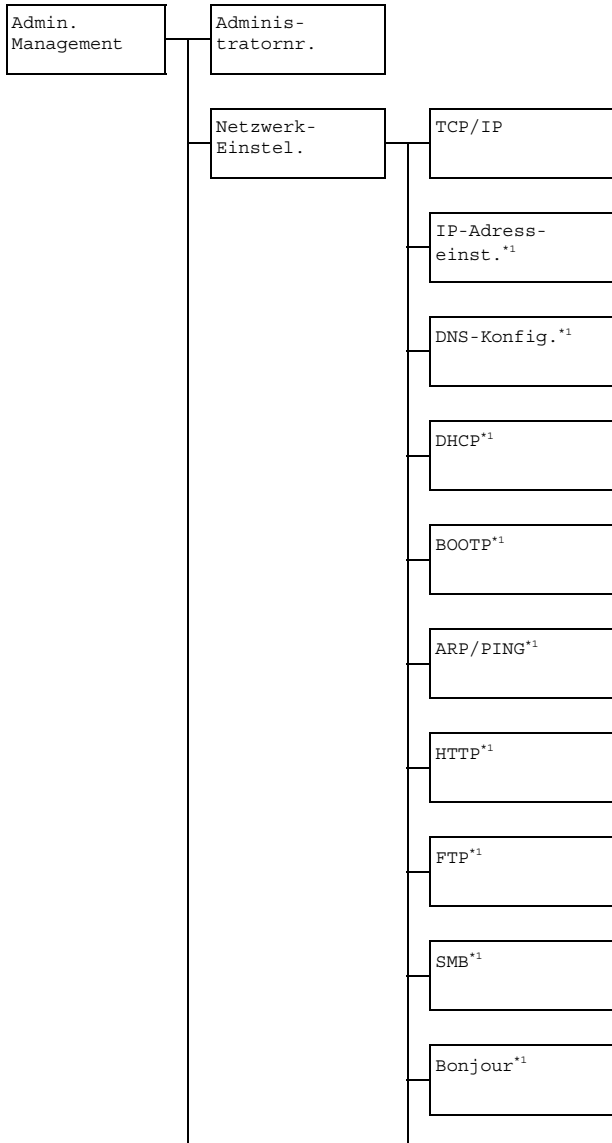 Admin.
Management
Adminis-
tratornr.
Netzwerk-
Einstel.
TCP/IP
IP-Adress-
einst.*1
DNS-Konfig.*1
DHCP*1
BOOTP*1
ARP/PING*1
HTTP*1
FTP*1
SMB*1
Bonjour*1